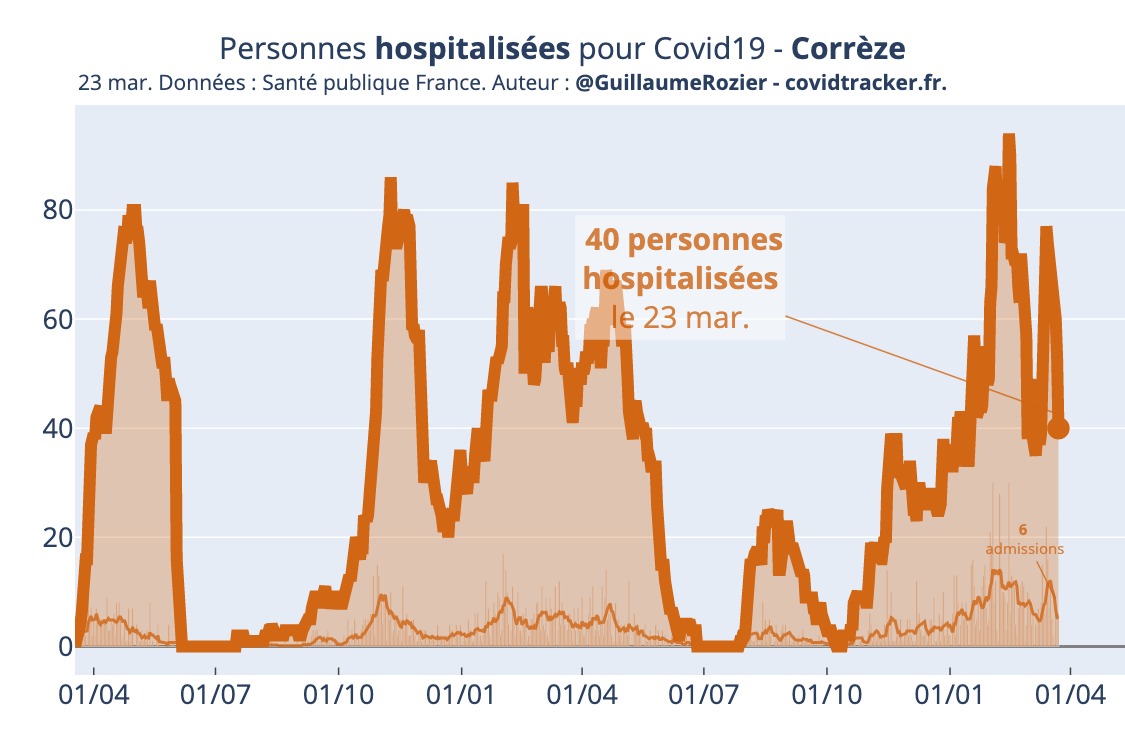 Personnes hospitalisées pour Covid19 - Corrèze
23 mar. Données : Santé publique France. Auteur : @GuillaumeRozier - covidtracker.fr.
80
60
40
20
0
40 personnes
hospitalisées
le 23 mar.
6
admissions
01/04
01/07
01/10
01/01
01/04
01/07
01/10
01/01
01/04